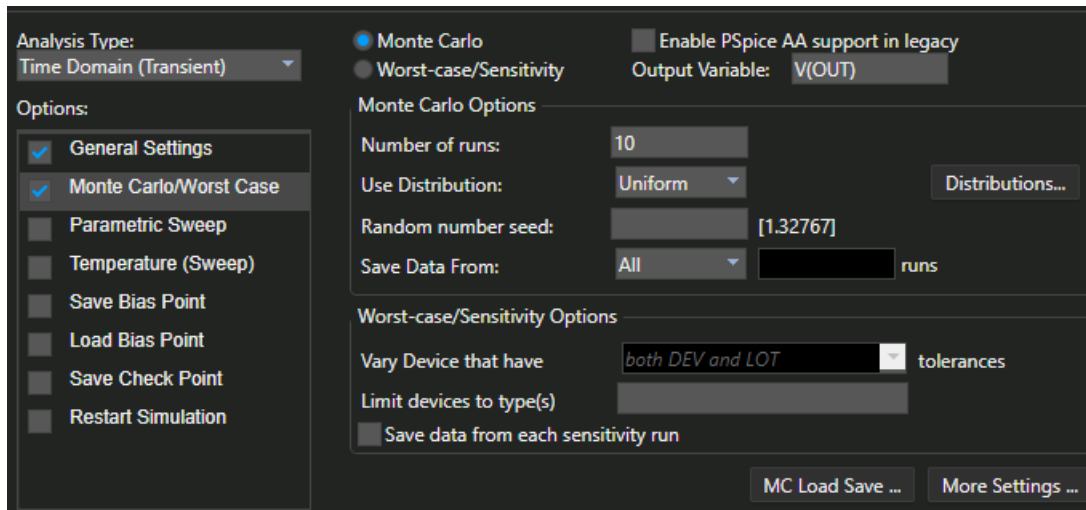 Analysis Type:
Time Domain (Transient)
Options:
General Settings
Monte Carlo/Worst Case
Parametric Sweep
Temperature (Sweep)
Save Bias Point
Load Bias Point
Save Check Point
Restart Simulation
Monte Carlo
Enable PSpice AA support in legacy
Worst-case/Sensitivity
Output Variable: V(OUT)
Monte Carlo Options
Number of runs: 10
Use Distribution: Uniform Distributions...
Random number seed: [1.32767]
Save Data From: All runs
Worst-case/Sensitivity Options
Vary Device that have both DEV and LOT tolerances
Limit devices to type(s)
Save data from each sensitivity run
MC Load Save ... More Settings ...